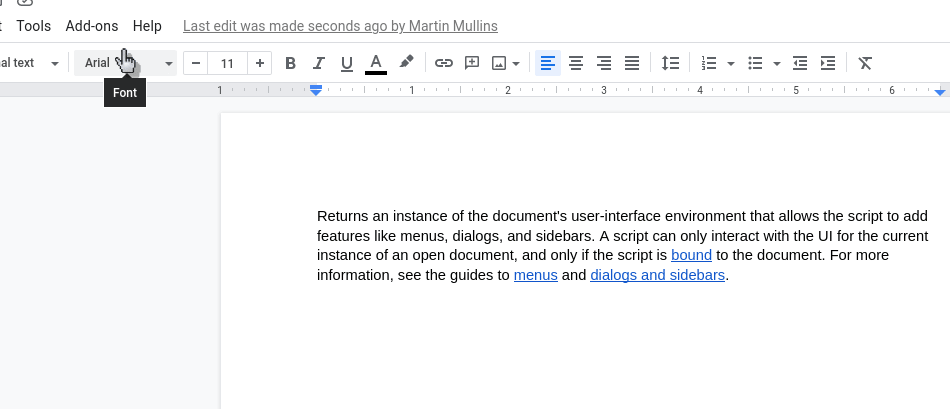 Tools Add-ons Help Last edit was made seconds ago by Martin Mullins
al text Arial 11 B I U A
Font
1 1 2 3 4 5 6
Returns an instance of the document's user-interface environment that allows the script to add
features like menus, dialogs, and sidebars. A script can only interact with the UI for the current
instance of an open document, and only if the script is bound to the document. For more
information, see the guides to menus and dialogs and sidebars.